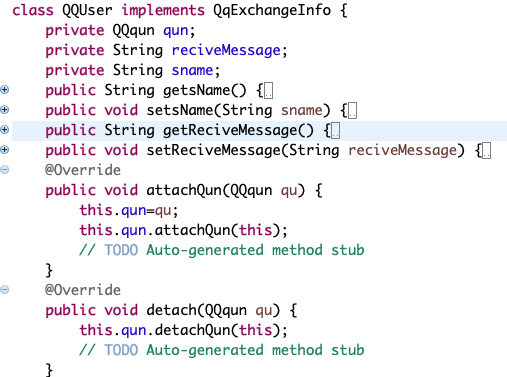 class QQUser implements QqExchangeInfo {
private QQqun qun;
private String reciveMessage;
private String sname;
public String getsName() {..
public void setsName(String sname) {..
public String getReciveMessage() {..
public void setReciveMessage(String reciveMessage) {..
@Override
public void attachQun(QQqun qu) {
this.qun=qu;
this.qun.attachQun(this);
// TODO Auto-generated method stub
}
@Override
public void detach(QQqun qu) {
this.qun.detachQun(this);
// TODO Auto-generated method stub
}